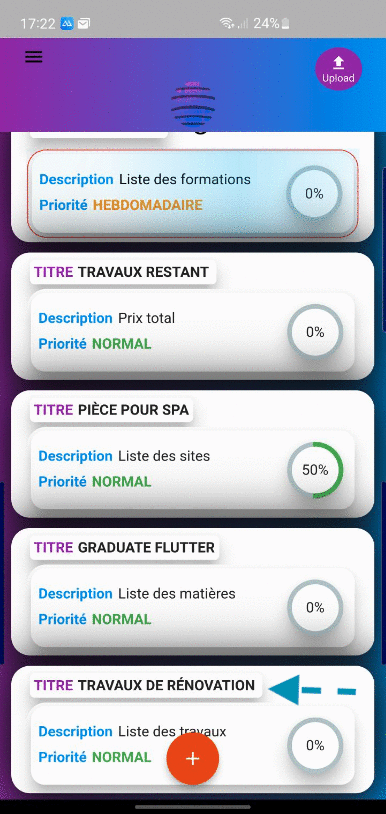 17:22
24%
Upload
Description Liste des formations
Priorité HEBDOMADAIRE
0%
TITRE TRAVAUX RESTANT
Description Prix total
Priorité NORMAL
0%
TITRE PIÈCE POUR SPA
Description Liste des sites
Priorité NORMAL
50%
TITRE GRADUATE FLUTTER
Description Liste des matières
Priorité NORMAL
0%
TITRE TRAVAUX DE RÉNOVATION
Description Liste des travaux
Priorité NORMAL
0%